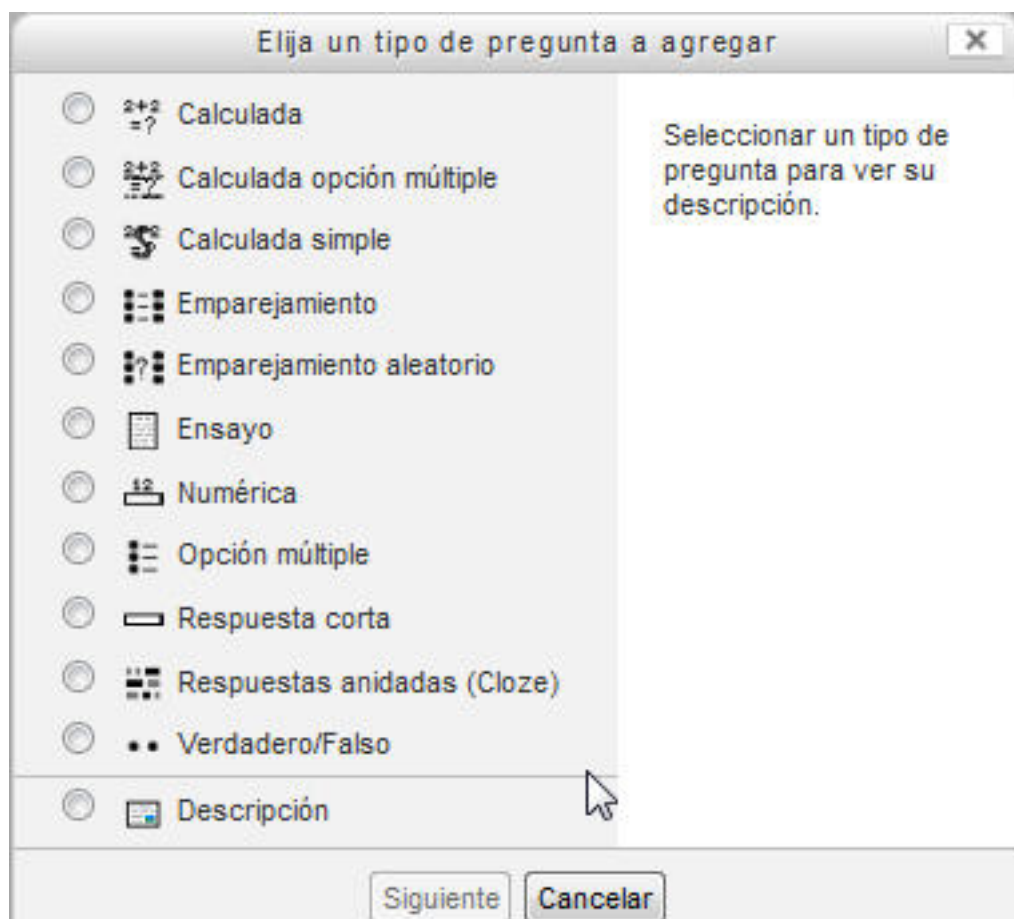 Elija un tipo de pregunta a agregar
Calculada
Calculada opción múltiple
Calculada simple
Emparejamiento
Emparejamiento aleatorio
Ensayo
Numérica
Opción múltiple
Respuesta corta
Respuestas anidadas (Cloze)
Verdadero/Falso
Descripción
Seleccionar un tipo de
pregunta para ver su
descripción.
Siguiente
Cancelar